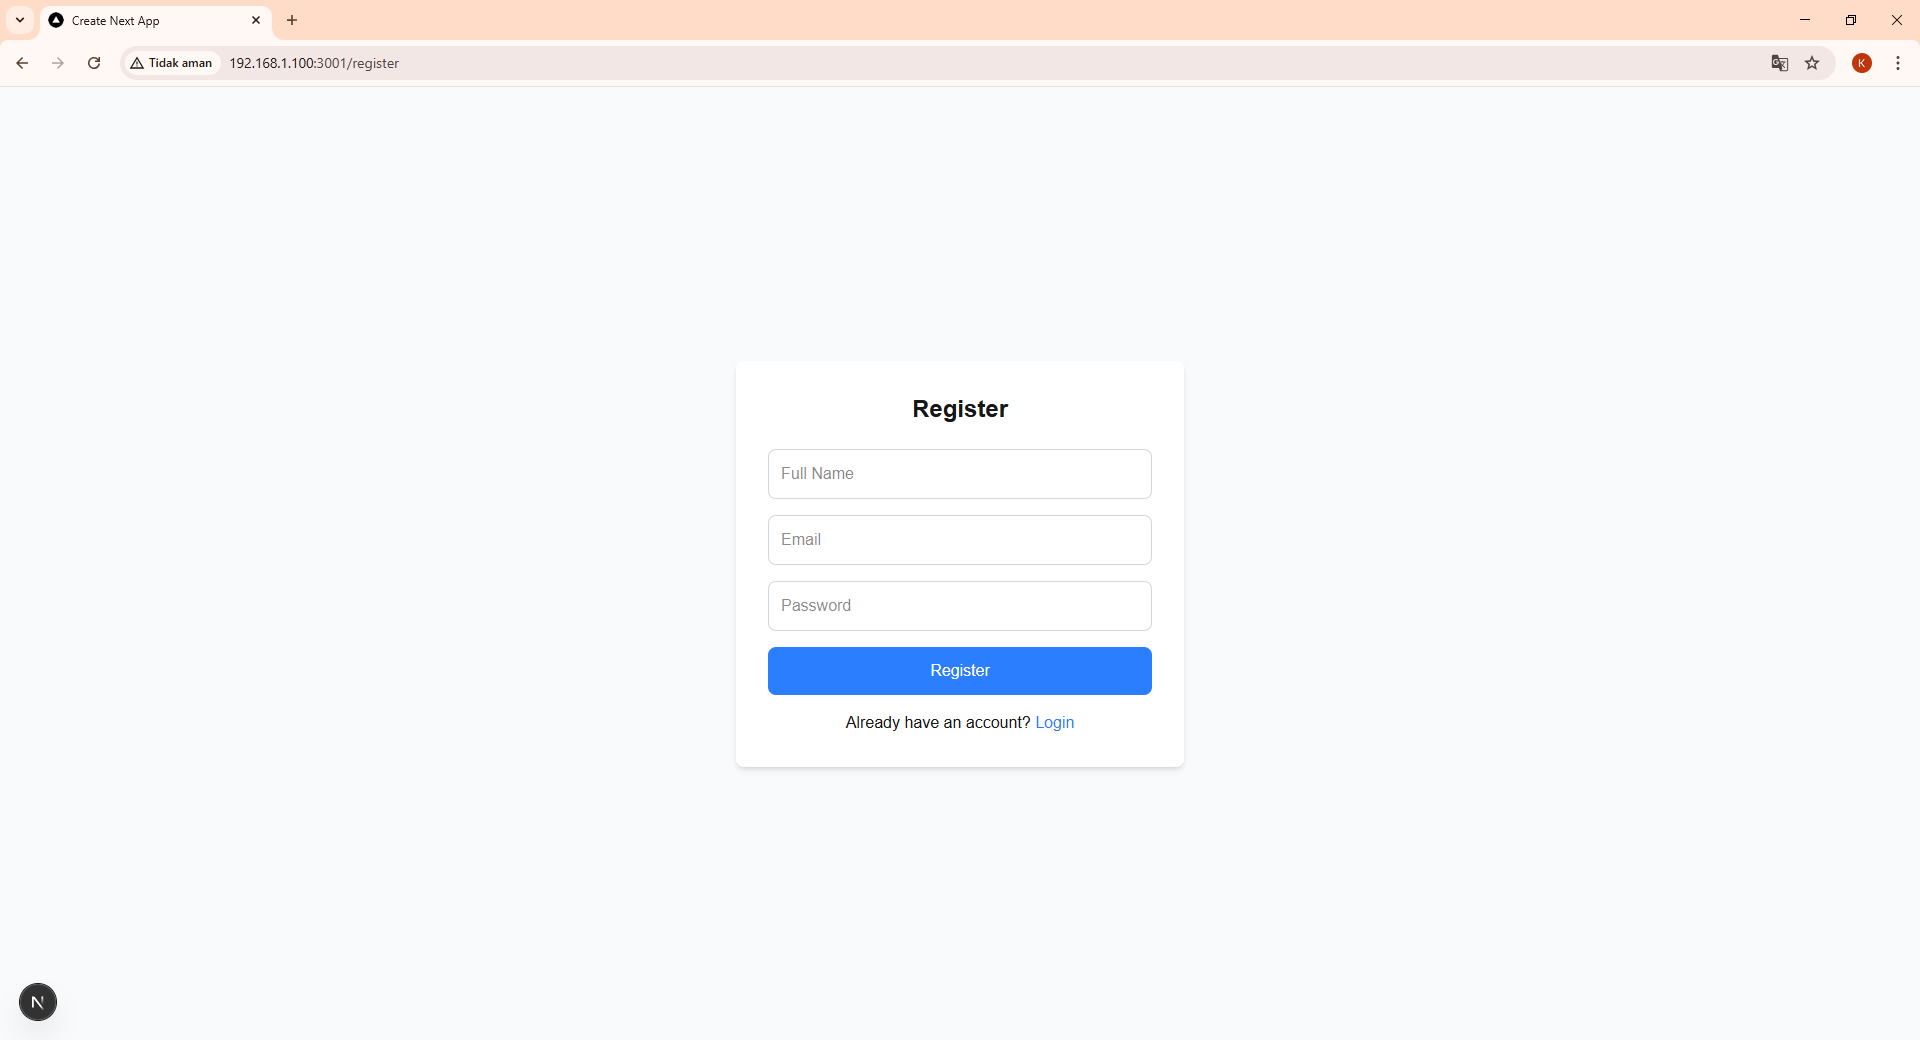 Create Next App
Tidak aman
192.168.1.100:3001/register
K
Register
Full Name
Email
Password
Register
Already have an account? Login
N